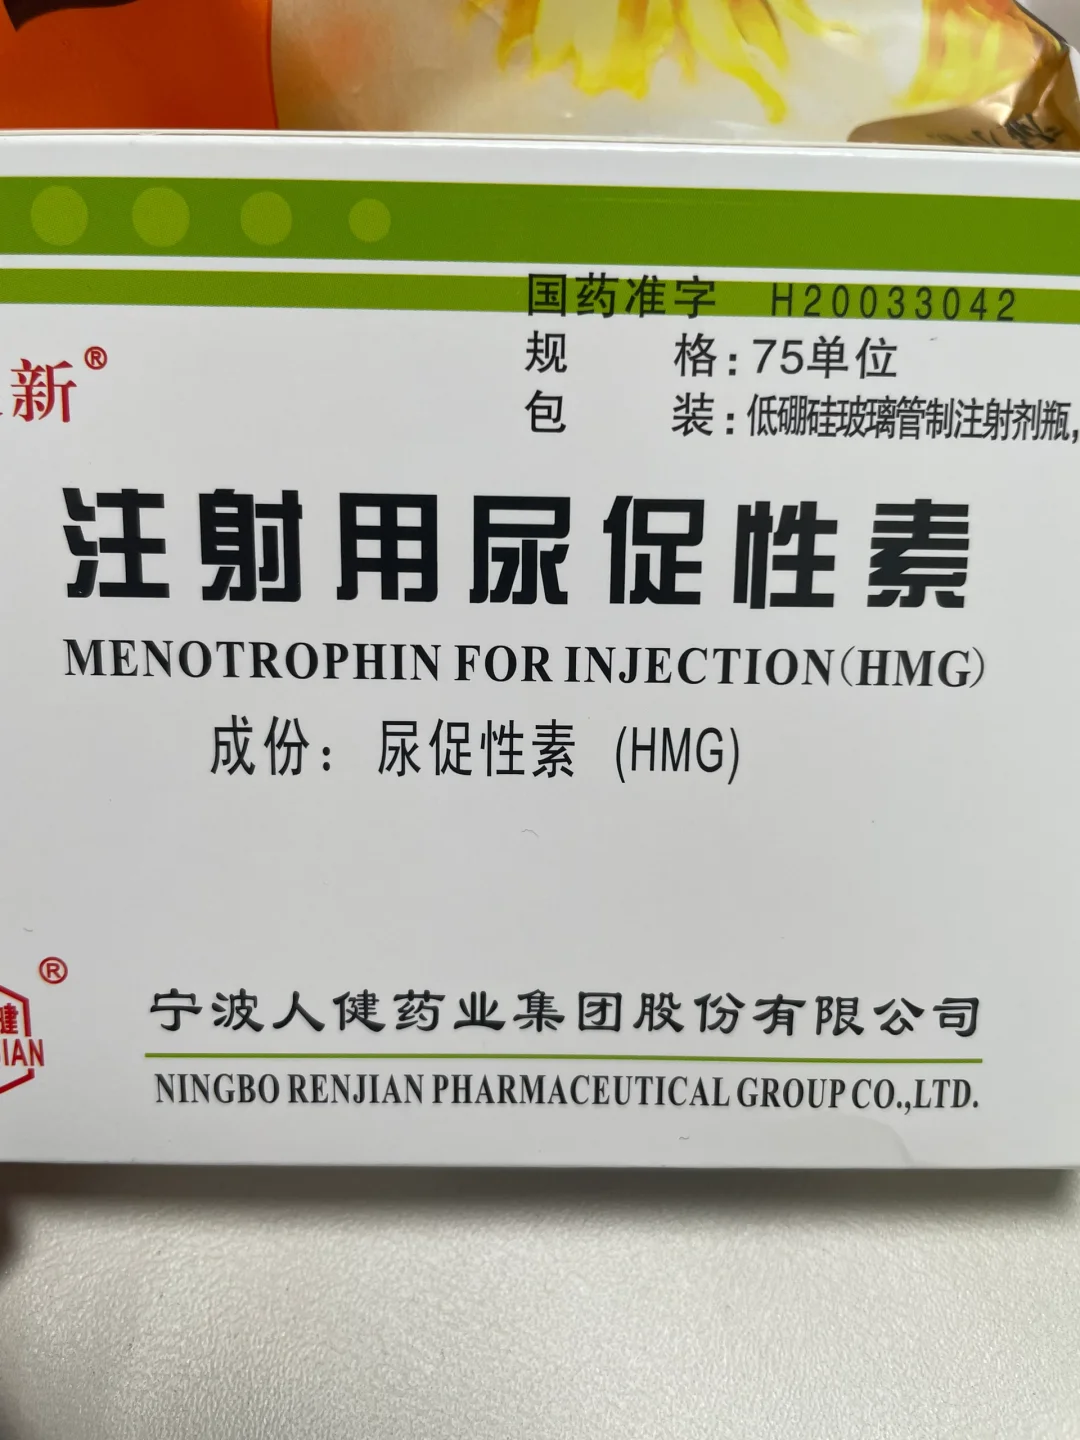 国药准字 H20033042
规 格：75单位
包 装：低硼硅玻璃管制注射剂瓶，
新®
注射用尿促性素
MENOTROPHIN FOR INJECTION(HMG)
成份： 尿促性素 (HMG)
®
健
IAN
宁波人健药业集团股份有限公司
NINGBO RENJIAN PHARMACEUTICAL GROUP CO.,LTD.